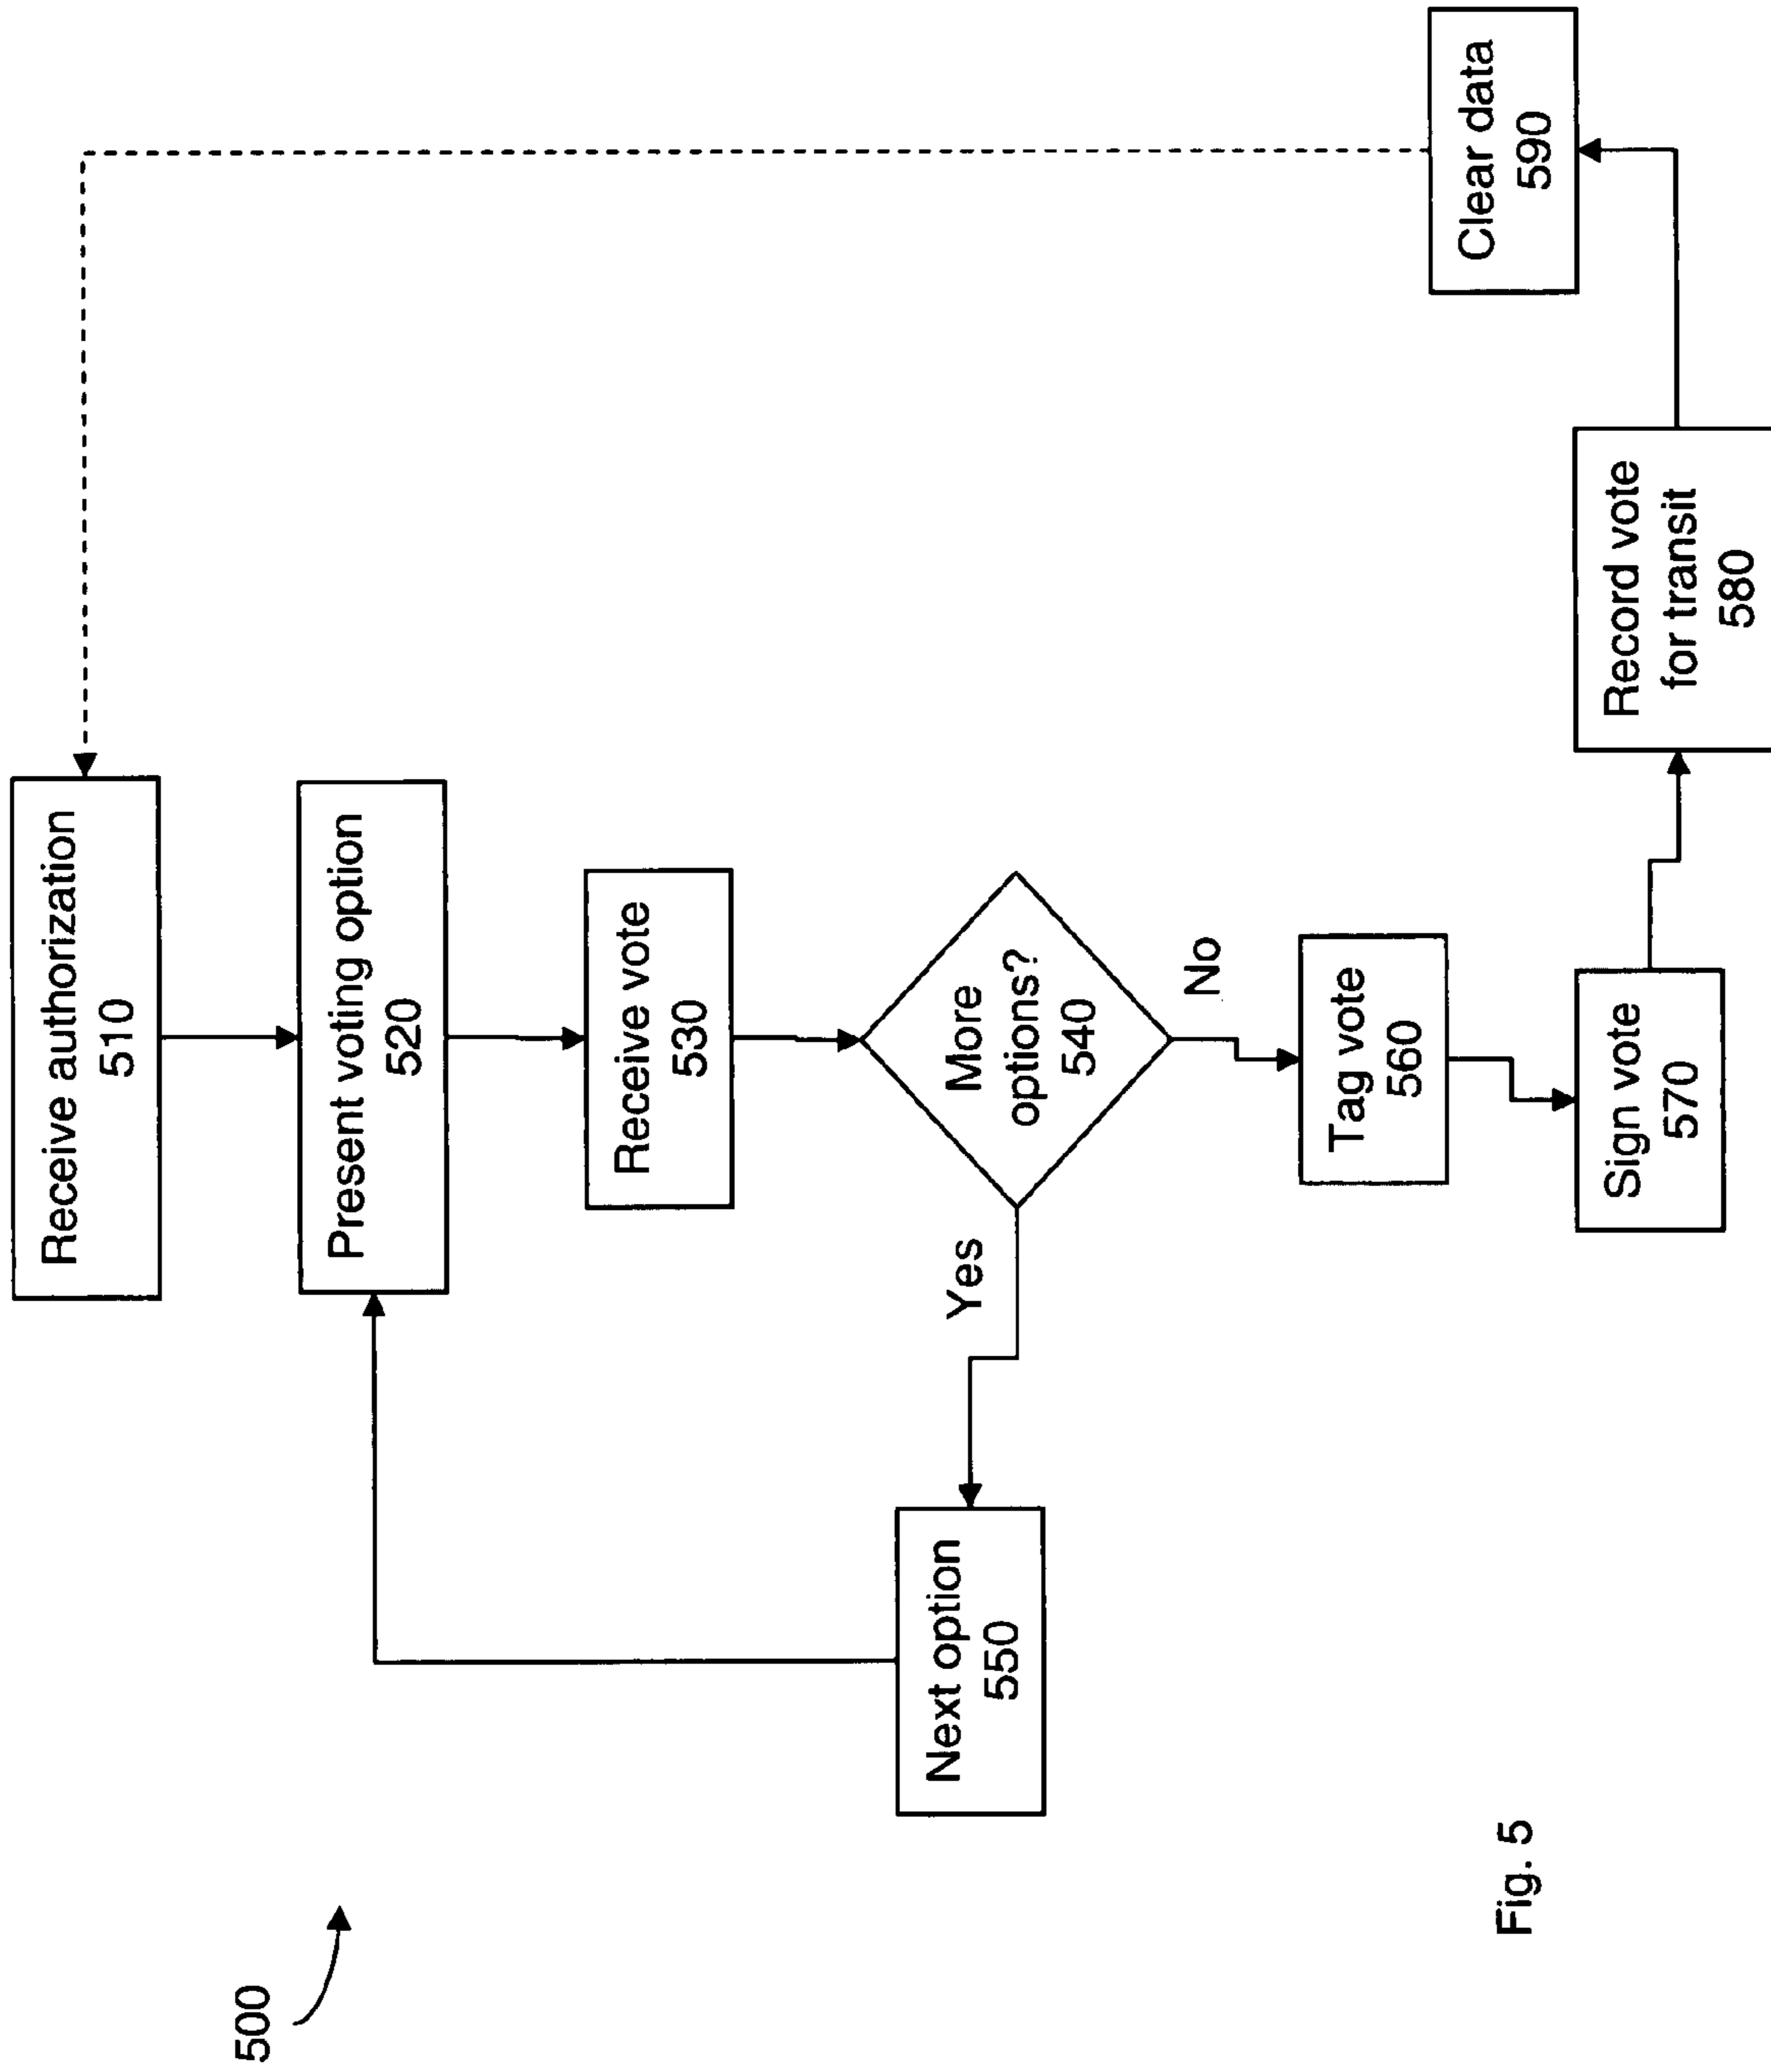 500
Receive authorization
510
Present voting option
520
Receive vote
530
More
options?
540
Yes
No
Next option
550
Tag vote
560
Sign vote
570
Record vote
for transit
580
Clear data
590
Fig. 5